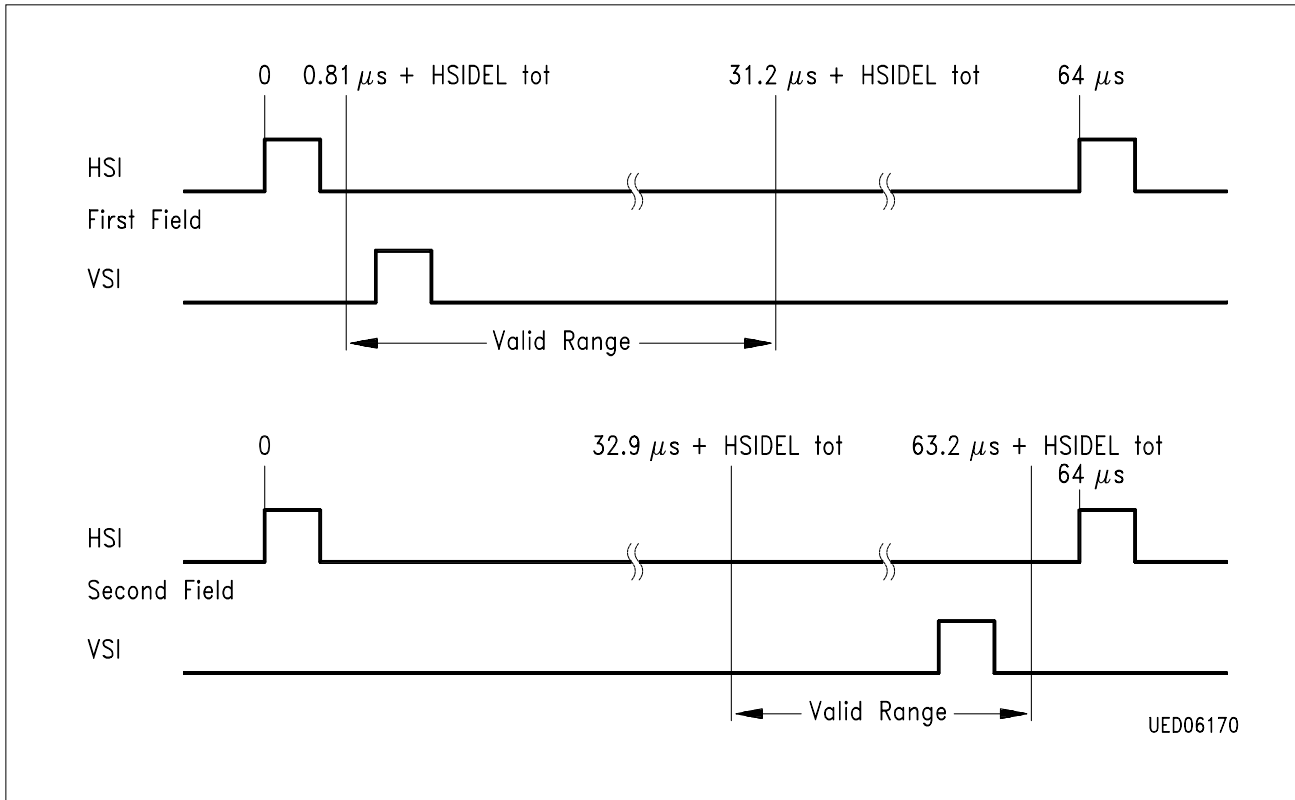 0 0.81 μs + HSIDEL tot 31.2 μs + HSIDEL tot 64 μs
HSI
First Field
VSI
Valid Range
0 32.9 μs + HSIDEL tot 63.2 μs + HSIDEL tot
64 μs
HSI
Second Field
VSI
Valid Range
UED06170